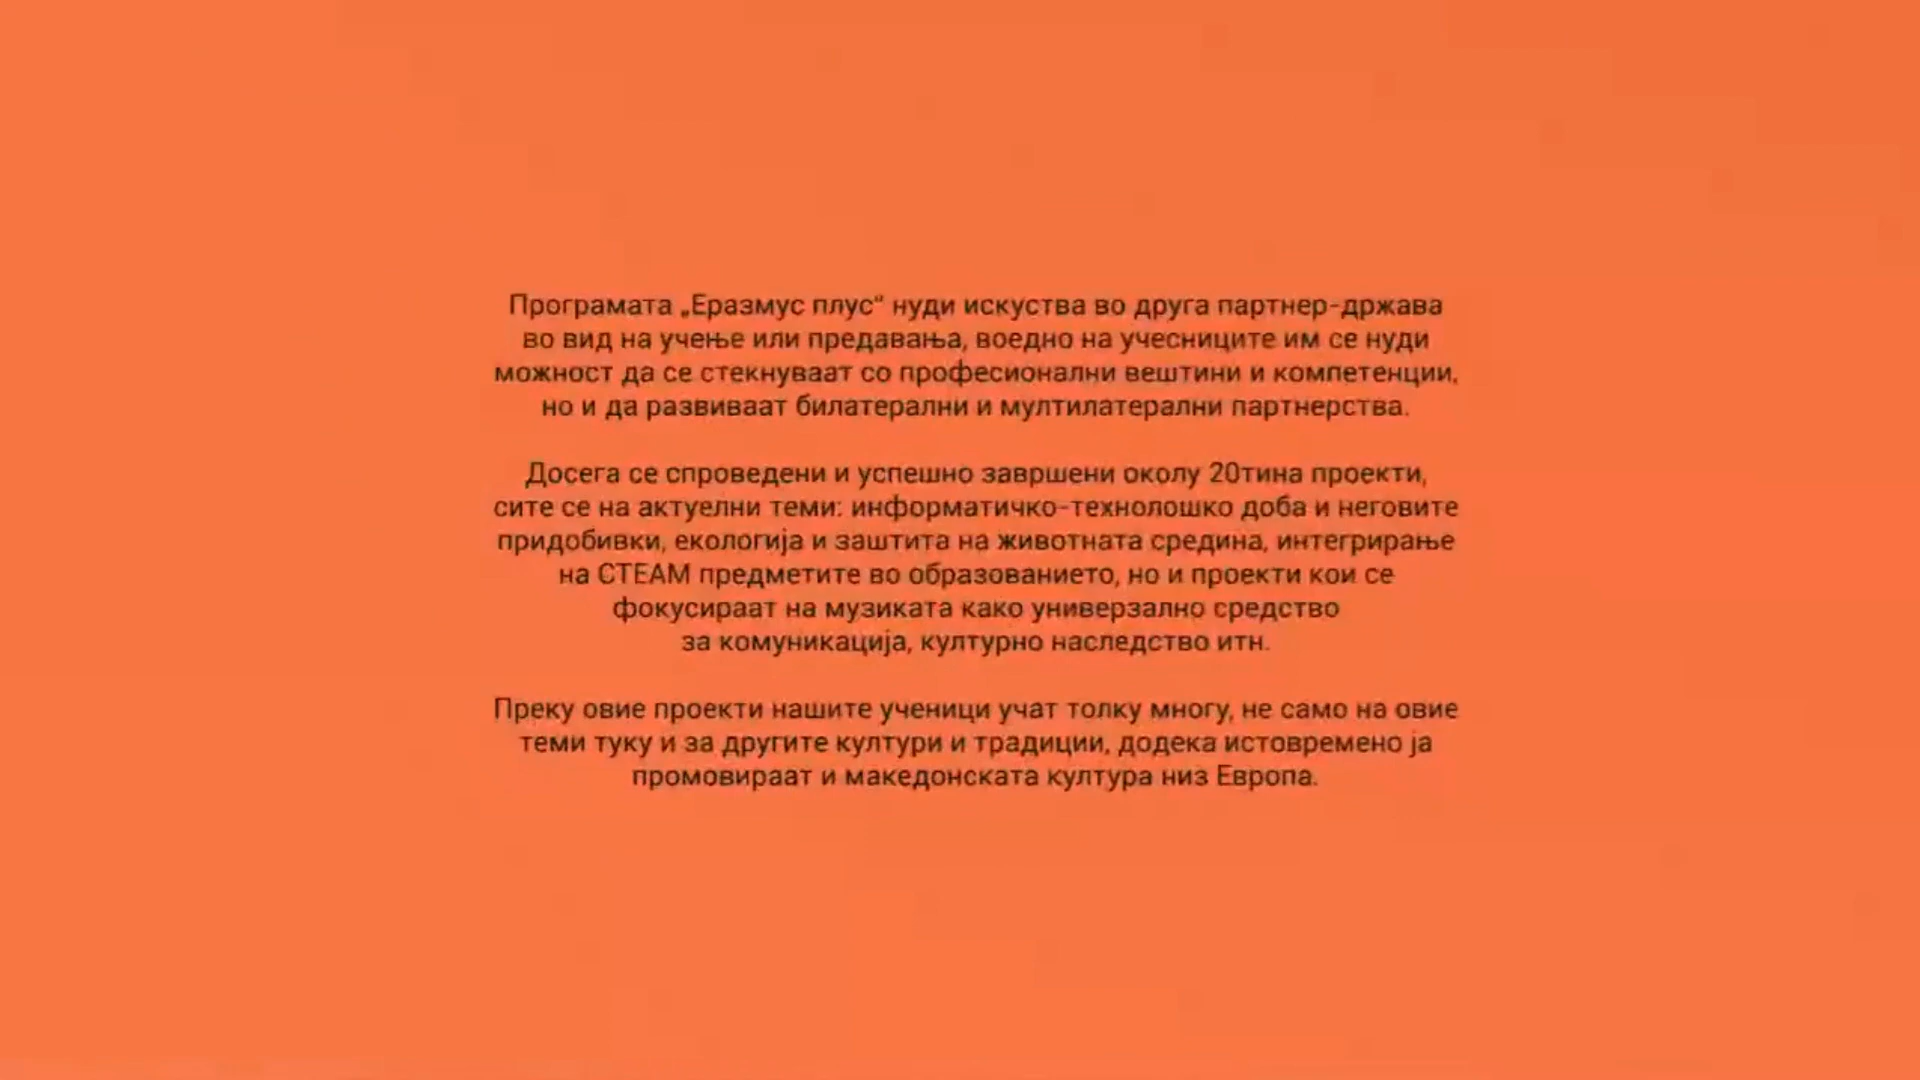 Програмата „Еразмус плус“ нуди искуства во друга партнер-држава
во вид на учење или предавања, воедно на учесниците им се нуди
можност да се стекнуваат со професионални вештини и компетенции,
но и да развиваат билатерални и мултилатерални партнерства.
Досега се спроведени и успешно завршени околу 20тина проекти,
сите се на актуелни теми: информатичко-технолошко доба и неговите
придобивки, екологија и заштита на животната средина, интегрирање
на СТЕАМ предметите во образованието, но и проекти кои се
фокусираат на музиката како универзално средство
за комуникација, културно наследство итн.
Преку овие проекти нашите ученици учат толку многу, не само на овие
теми туку и за другите култури и традиции, додека истовремено ја
промовираат и македонската култура низ Европа.